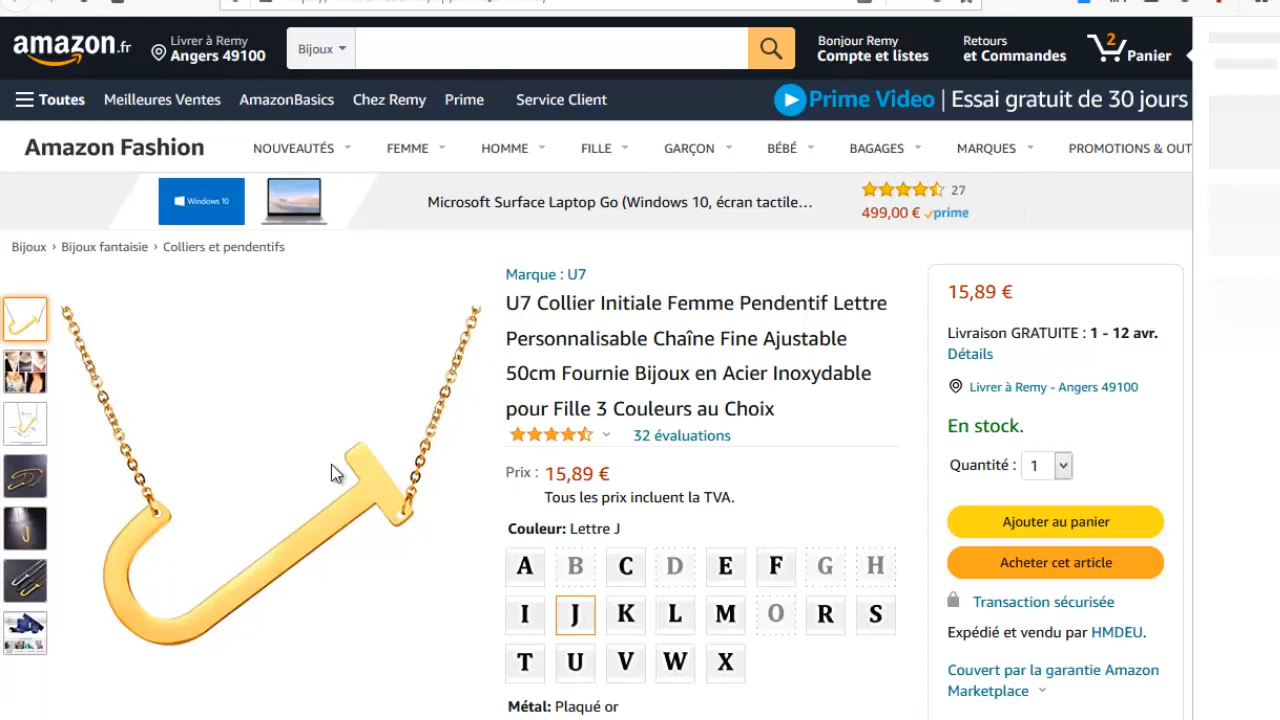 amazon.fr
Livrer à Remy
Angers 49100
Bijoux
Bonjour Remy
Compte et listes
Retours
et Commandes
2
Panier
Toutes
Meilleures Ventes
AmazonBasics
Chez Remy
Prime
Service Client
Prime Video | Essai gratuit de 30 jours
Amazon Fashion
NOUVEAUTÉS
FEMME
HOMME
FILLE
GARÇON
BÉBÉ
BAGAGES
MARQUES
PROMOTIONS & OUT
Windows 10
Microsoft Surface Laptop Go (Windows 10, écran tactile…
27
499,00 € prime
Bijoux › Bijoux fantaisie › Colliers et pendentifs
Marque : U7
U7 Collier Initiale Femme Pendentif Lettre
Personnalisable Chaîne Fine Ajustable
50cm Fournie Bijoux en Acier Inoxydable
pour Fille 3 Couleurs au Choix
32 évaluations
Prix : 15,89 €
Tous les prix incluent la TVA.
Couleur: Lettre J
A B C D E F G H
I J K L M O R S
T U V W X
Métal: Plaqué or
15,89 €
Livraison GRATUITE : 1 - 12 avr.
Détails
Livrer à Remy - Angers 49100
En stock.
Quantité : 1
Ajouter au panier
Acheter cet article
Transaction sécurisée
Expédié et vendu par HMDEU.
Couvert par la garantie Amazon
Marketplace